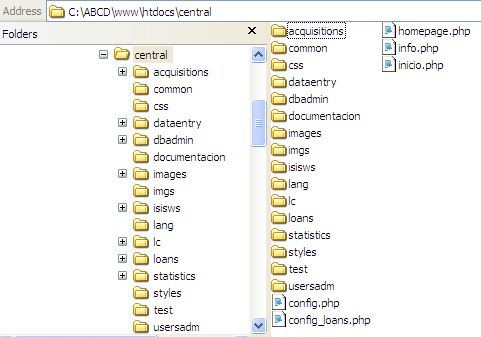 Address C:\ABCD\www\htdocs\central
Folders
central
acquisitions
common
css
dataentry
dbadmin
documentacion
images
imgs
isisws
lang
lc
loans
statistics
styles
test
usersadm
acquisitions
common
css
dataentry
dbadmin
documentacion
images
imgs
isisws
lang
lc
loans
statistics
styles
test
usersadm
config.php
config_loans.php
homepage.php
info.php
inicio.php